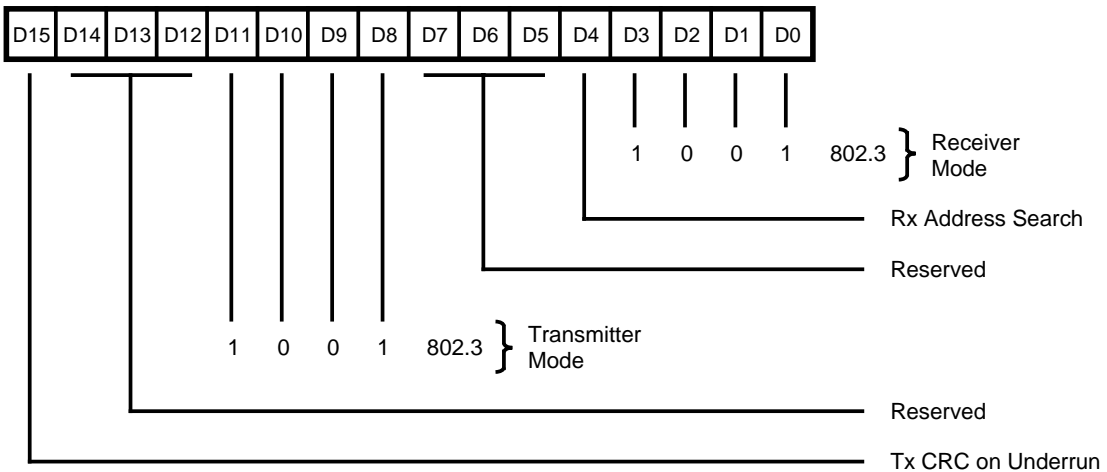 D15 D14 D13 D12 D11 D10 D9 D8 D7 D6 D5 D4 D3 D2 D1 D0
1 0 0 1 802.3 } Receiver
Mode
Rx Address Search
Reserved
1 0 0 1 802.3 } Transmitter
Mode
Reserved
Tx CRC on Underrun